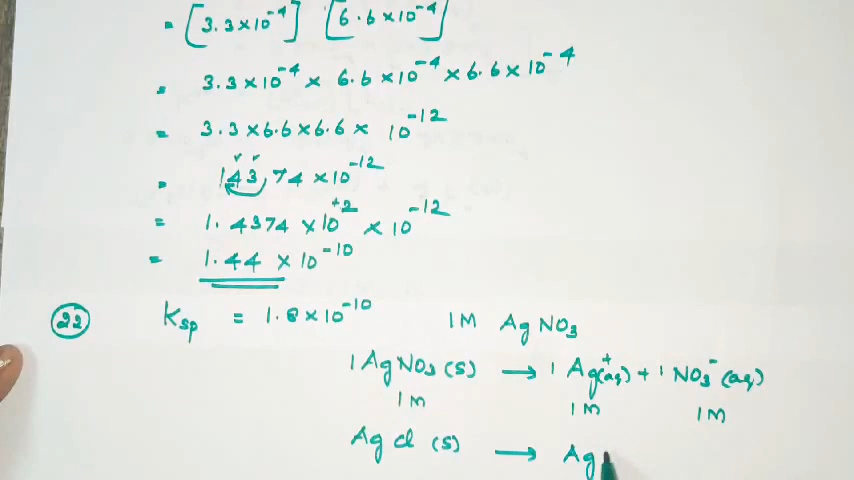 = [3.3×10⁻⁴] [6.6×10⁻⁴]
= 3.3×10⁻⁴ × 6.6×10⁻⁴ × 6.6×10⁻⁴
= 3.3×6.6×6.6× 10⁻¹²
= 143.74 ×10⁻¹²
= 1.4374 ×10⁺² × 10⁻¹²
= 1.44 × 10⁻¹⁰
22 Ksp = 1.8×10⁻¹⁰ 1M AgNO₃
1 AgNO₃(s) → 1 Ag⁺(aq) + 1 NO₃⁻(aq)
1M 1M 1M
AgCl (s) → Ag